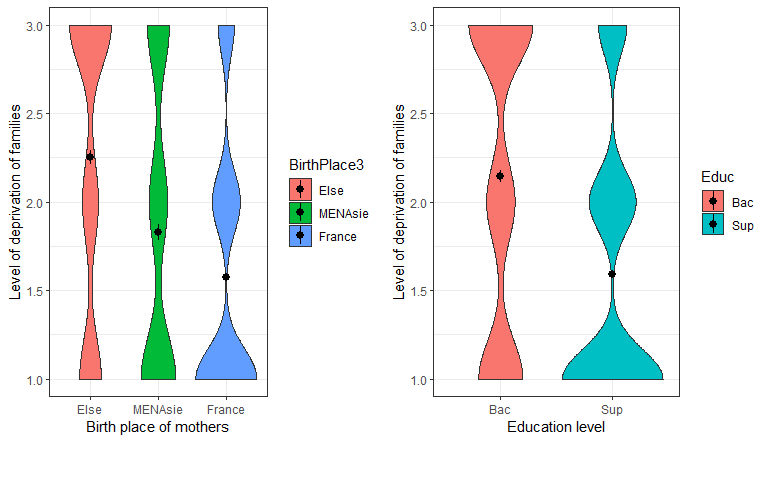 Level of deprivation of families
3.0
2.5
2.0
1.5
1.0
Else MENAsie France
Birth place of mothers
BirthPlace3
Else
MENAsie
France
Level of deprivation of families
3.0
2.5
2.0
1.5
1.0
Bac Sup
Education level
Educ
Bac
Sup